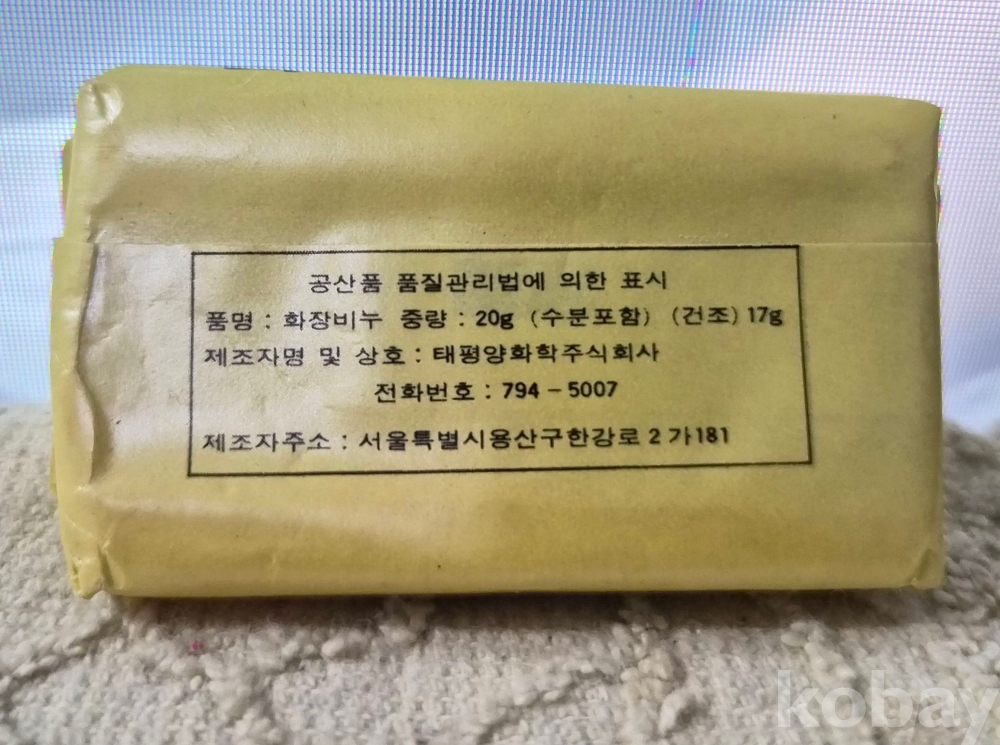 공산품 품질관리법에 의한 표시
품명 : 화장비누 중량 : 20g (수분포함) (건조) 17g
제조자명 및 상호 : 태평양화학주식회사
전화번호 : 794-5007
제조자주소 : 서울특별시용산구한강로2가181
kobay